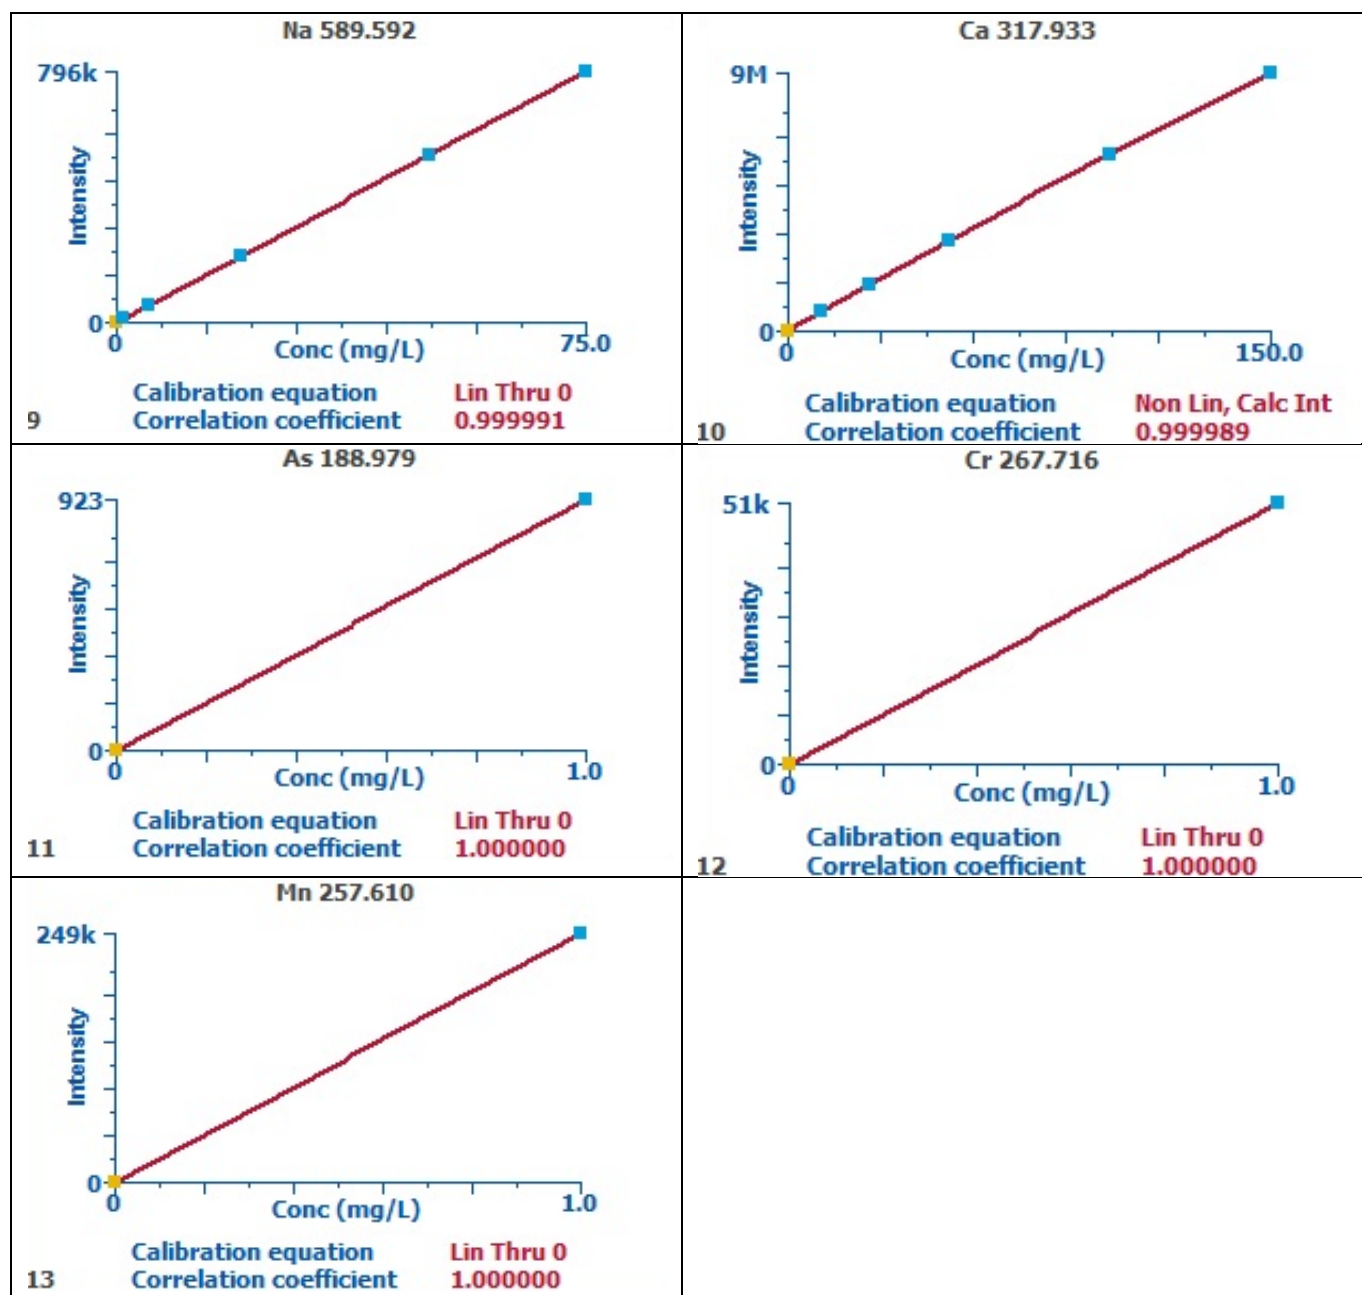 Na 589.592
796k
Intensity
0
0
75.0
Conc (mg/L)
Calibration equation Lin Thru 0
9 Correlation coefficient 0.999991
Ca 317.933
9M
Intensity
0
0
150.0
Conc (mg/L)
Calibration equation Non Lin, Calc Int
10 Correlation coefficient 0.999989
As 188.979
923
Intensity
0
0
1.0
Conc (mg/L)
Calibration equation Lin Thru 0
11 Correlation coefficient 1.000000
Cr 267.716
51k
Intensity
0
0
1.0
Conc (mg/L)
Calibration equation Lin Thru 0
12 Correlation coefficient 1.000000
Mn 257.610
249k
Intensity
0
0
1.0
Conc (mg/L)
Calibration equation Lin Thru 0
13 Correlation coefficient 1.000000